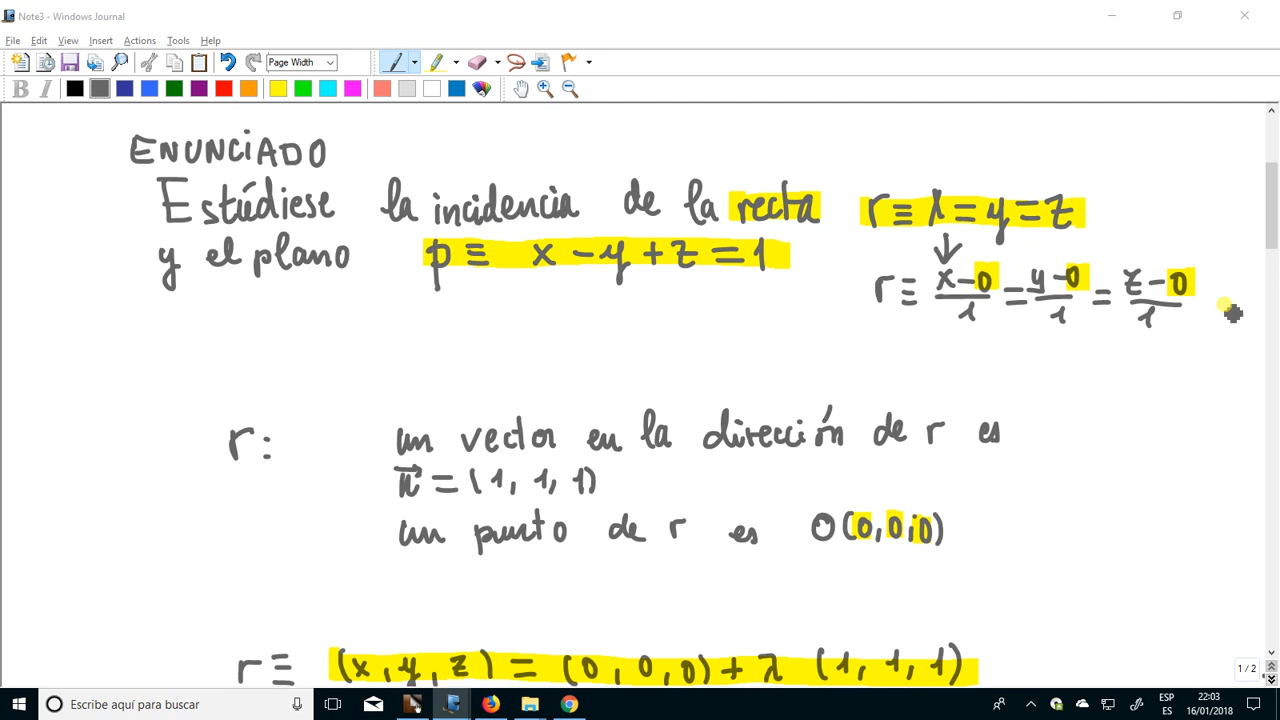 Note3 - Windows Journal
File Edit View Insert Actions Tools Help
Page Width
B I
ENUNCiADO
Estúdiese la incidencia de la recta r ≡ x = y = z
y el plano p ≡ x - y + z = 1
r ≡ x-0/1 = y-0/1 = z-0/1
r: un vector en la dirección de r es
u⃗ = (1, 1, 1)
un punto de r es O(0,0,0)
r ≡ (x, y, z) = (0, 0, 0) + λ (1, 1, 1)
1 / 2
Escribe aquí para buscar
ESP
ES
22:03
16/01/2018